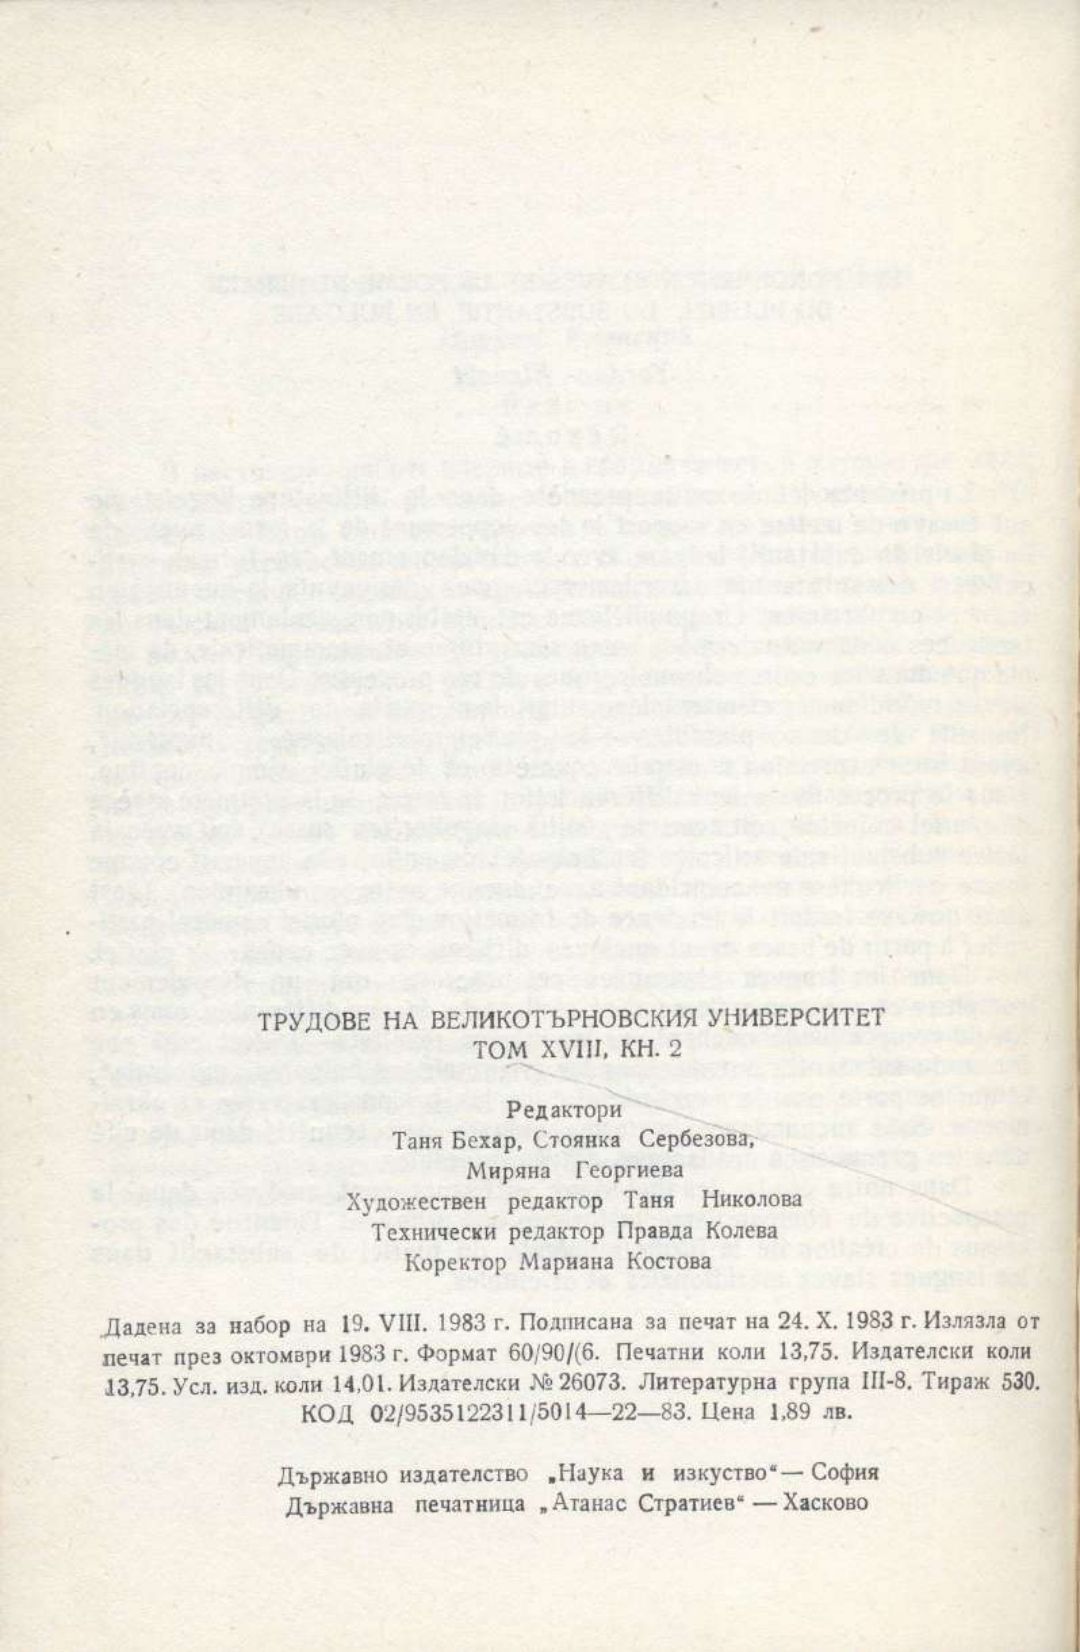 ТРУДОВЕ НА ВЕЛИКОТЪРНОВСКИЯ УНИВЕРСИТЕТ
ТОМ XVIII, КН. 2
Редактори
Таня Бехар, Стоянка Сербезова,
Миряна Георгиева
Художествен редактор Таня Николова
Технически редактор Правда Колева
Коректор Мариана Костова
Дадена за набор на 19. VIII. 1983 г. Подписана за печат на 24. X. 1983 г. Излязла от
печат през октомври 1983 г. Формат 60/90/(6. Печатни коли 13,75. Издателски коли
13,75. Усл. изд. коли 14,01. Издателски № 26073. Литературна група III-8. Тираж 530.
КОД 02/9535122311/5014—22—83. Цена 1,89 лв.
Държавно издателство „Наука и изкуство“ — София
Държавна печатница „Атанас Стратиев“ — Хасково